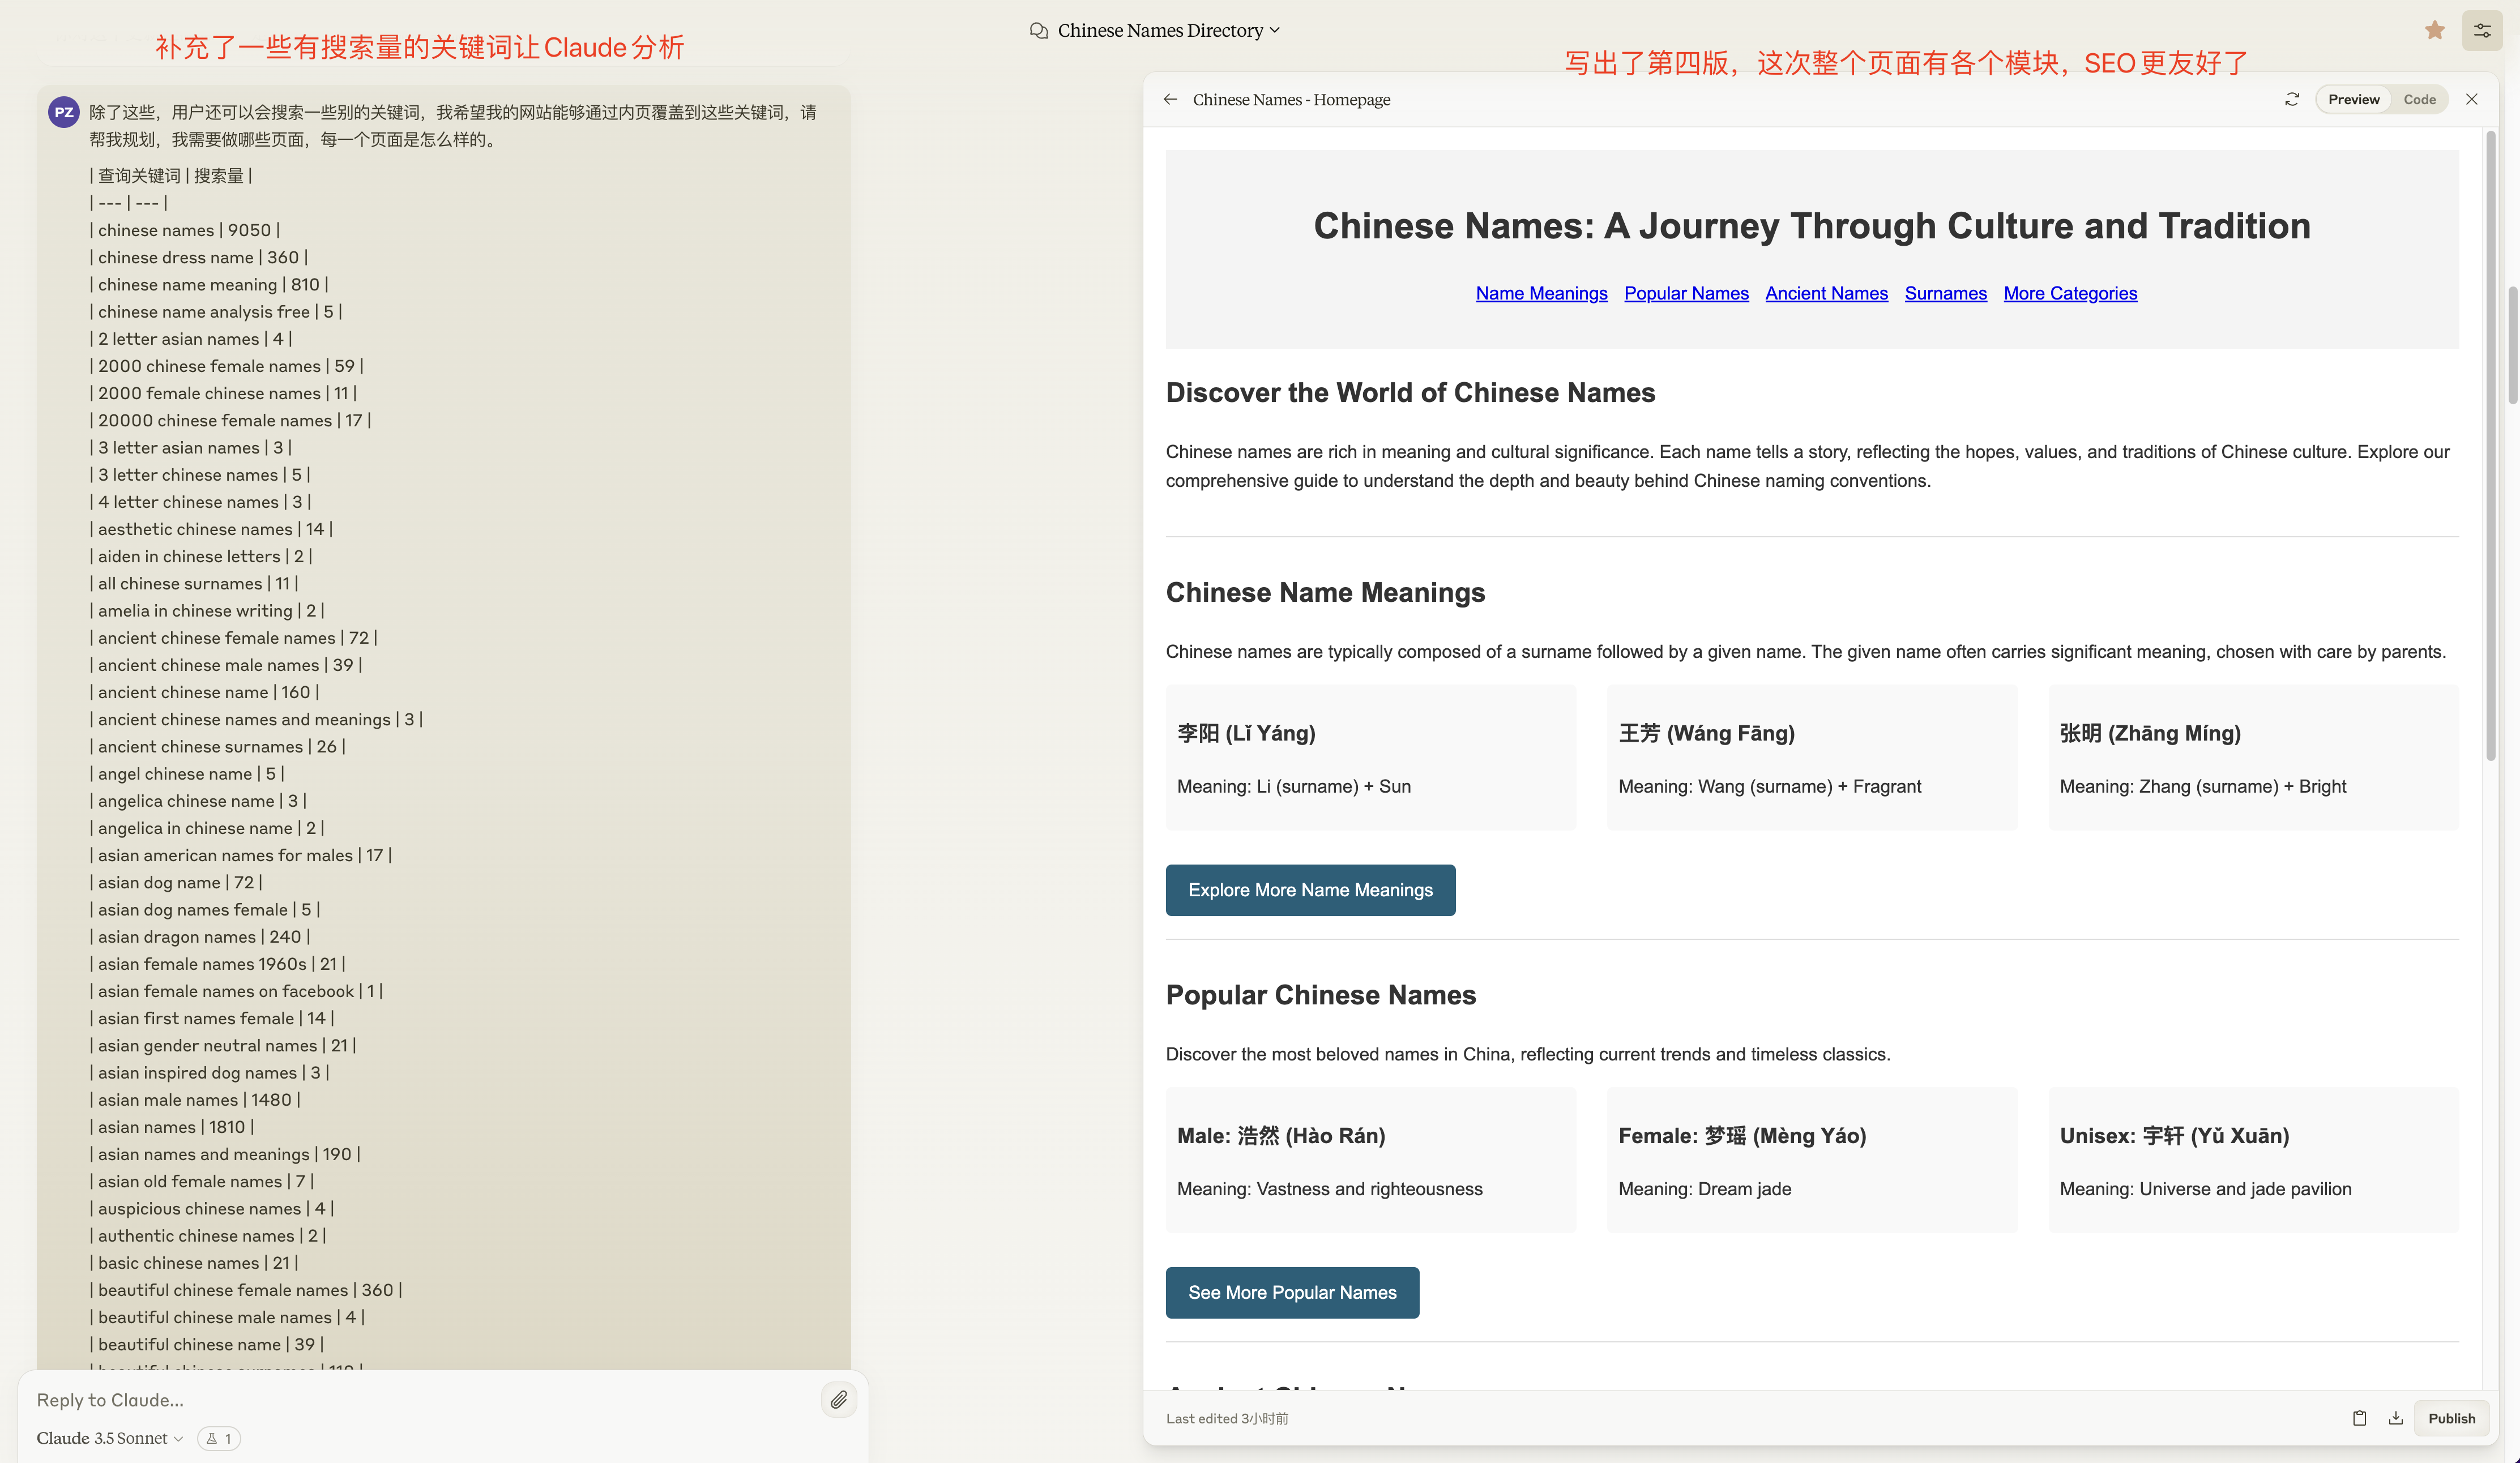 补充了一些有搜索量的关键词让Claude分析
Chinese Names Directory
写出了第四版，这次整个页面有各个模块，SEO更友好了
PZ
除了这些，用户还可以会搜索一些别的关键词，我希望我的网站能够通过内页覆盖到这些关键词，请
帮我规划，我需要做哪些页面，每一个页面是怎么样的。
| 查询关键词 | 搜索量 |
| --- | --- |
| chinese names | 9050 |
| chinese dress name | 360 |
| chinese name meaning | 810 |
| chinese name analysis free | 5 |
| 2 letter asian names | 4 |
| 2000 chinese female names | 59 |
| 2000 female chinese names | 11 |
| 20000 chinese female names | 17 |
| 3 letter asian names | 3 |
| 3 letter chinese names | 5 |
| 4 letter chinese names | 3 |
| aesthetic chinese names | 14 |
| aiden in chinese letters | 2 |
| all chinese surnames | 11 |
| amelia in chinese writing | 2 |
| ancient chinese female names | 72 |
| ancient chinese male names | 39 |
| ancient chinese name | 160 |
| ancient chinese names and meanings | 3 |
| ancient chinese surnames | 26 |
| angel chinese name | 5 |
| angelica chinese name | 3 |
| angelica in chinese name | 2 |
| asian american names for males | 17 |
| asian dog name | 72 |
| asian dog names female | 5 |
| asian dragon names | 240 |
| asian female names 1960s | 21 |
| asian female names on facebook | 1 |
| asian first names female | 14 |
| asian gender neutral names | 21 |
| asian inspired dog names | 3 |
| asian male names | 1480 |
| asian names | 1810 |
| asian names and meanings | 190 |
| asian old female names | 7 |
| auspicious chinese names | 4 |
| authentic chinese names | 2 |
| basic chinese names | 21 |
| beautiful chinese female names | 360 |
| beautiful chinese male names | 4 |
| beautiful chinese name | 39 |
Reply to Claude...
Claude 3.5 Sonnet
1
Chinese Names - Homepage
Preview
Code
Chinese Names: A Journey Through Culture and Tradition
Name Meanings Popular Names Ancient Names Surnames More Categories
Discover the World of Chinese Names
Chinese names are rich in meaning and cultural significance. Each name tells a story, reflecting the hopes, values, and traditions of Chinese culture. Explore our
comprehensive guide to understand the depth and beauty behind Chinese naming conventions.
Chinese Name Meanings
Chinese names are typically composed of a surname followed by a given name. The given name often carries significant meaning, chosen with care by parents.
李阳 (Lǐ Yáng)
Meaning: Li (surname) + Sun
王芳 (Wáng Fāng)
Meaning: Wang (surname) + Fragrant
张明 (Zhāng Míng)
Meaning: Zhang (surname) + Bright
Explore More Name Meanings
Popular Chinese Names
Discover the most beloved names in China, reflecting current trends and timeless classics.
Male: 浩然 (Hào Rán)
Meaning: Vastness and righteousness
Female: 梦瑶 (Mèng Yáo)
Meaning: Dream jade
Unisex: 宇轩 (Yǔ Xuān)
Meaning: Universe and jade pavilion
See More Popular Names
Last edited 3小时前
Publish